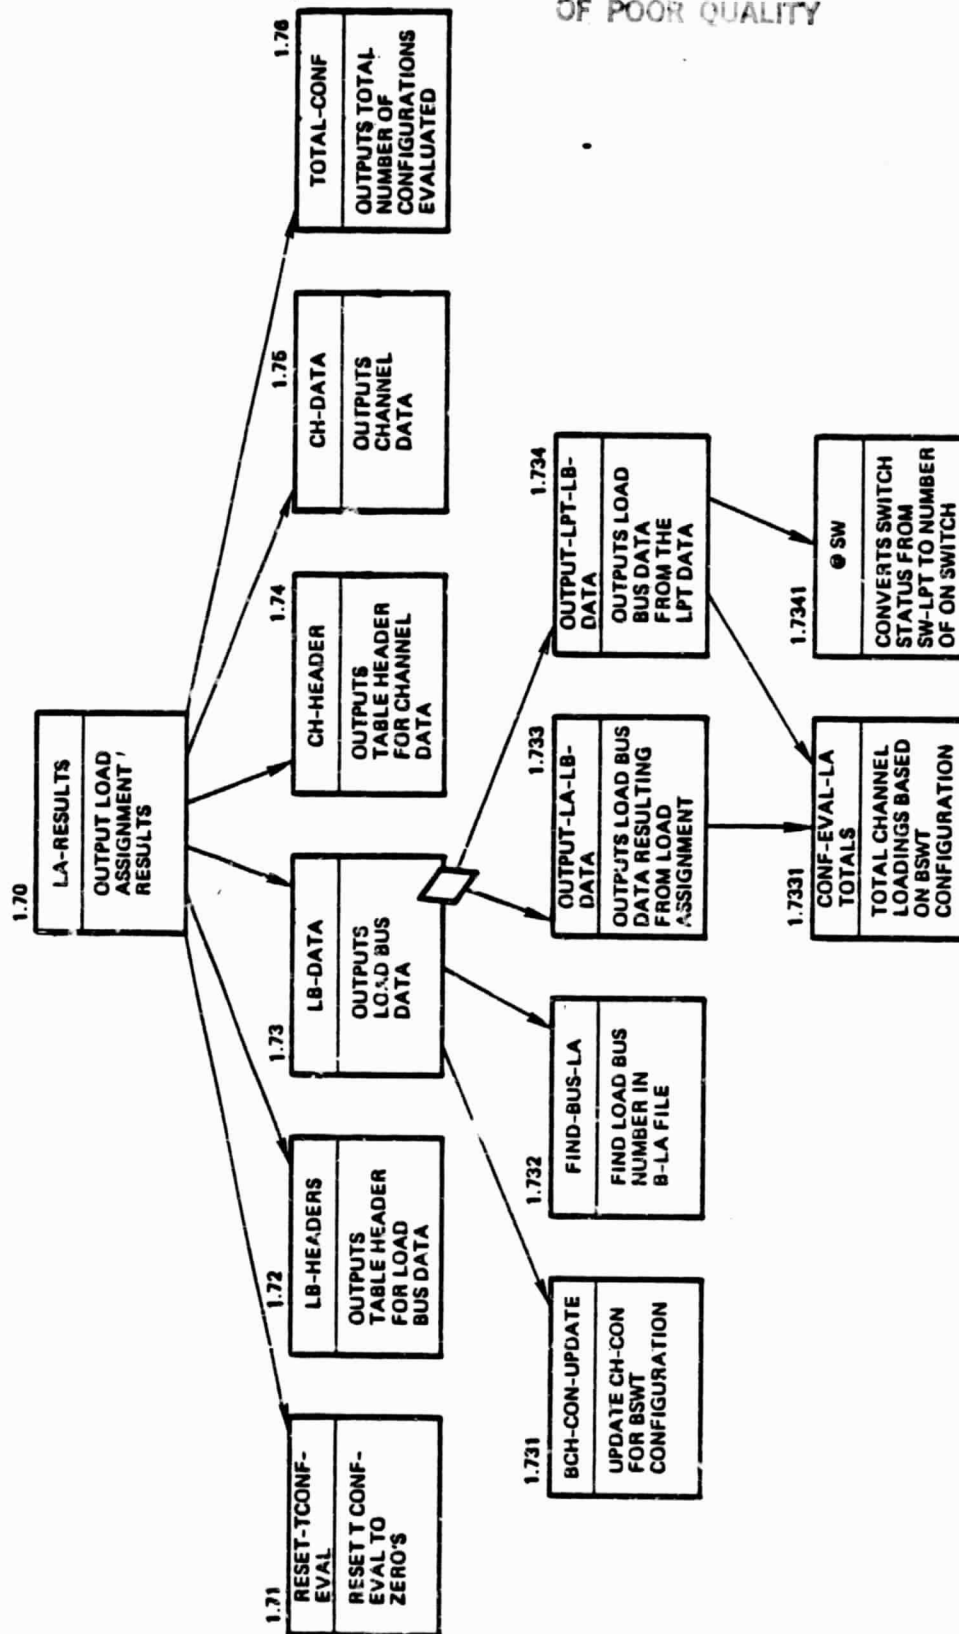 OF POOR QUALITY
1.70
LA-RESULTS
OUTPUT LOAD
ASSIGNMENT'
RESULTS
1.71
RESET-TCONF-
EVAL
RESET T CONF-
EVAL TO
ZERO'S
1.72
LB-HEADERS
OUTPUTS
TABLE HEADER
FOR LOAD
BUS DATA
1.73
LB-DATA
OUTPUTS
LOAD BUS
DATA
1.74
CH-HEADER
OUTPUTS
TABLE HEADER
FOR CHANNEL
DATA
1.75
CH-DATA
OUTPUTS
CHANNEL
DATA
1.76
TOTAL-CONF
OUTPUTS TOTAL
NUMBER OF
CONFIGURATIONS
EVALUATED
1.731
BCH-CON-UPDATE
UPDATE CH-CON
FOR BSWT
CONFIGURATION
1.732
FIND-BUS-LA
FIND LOAD BUS
NUMBER IN
B-LA FILE
1.733
OUTPUT-LA-LB-
DATA
OUTPUTS LOAD BUS
DATA RESULTING
FROM LOAD
ASSIGNMENT
1.734
OUTPUT-LPT-LB-
DATA
OUTPUTS LOAD
BUS DATA
FROM THE
LPT DATA
1.7331
CONF-EVAL-LA
TOTALS
TOTAL CHANNEL
LOADINGS BASED
ON BSWT
CONFIGURATION
1.7341
@ SW
CONVERTS SWITCH
STATUS FROM
SW-LPT TO NUMBER
OF ON SWITCH